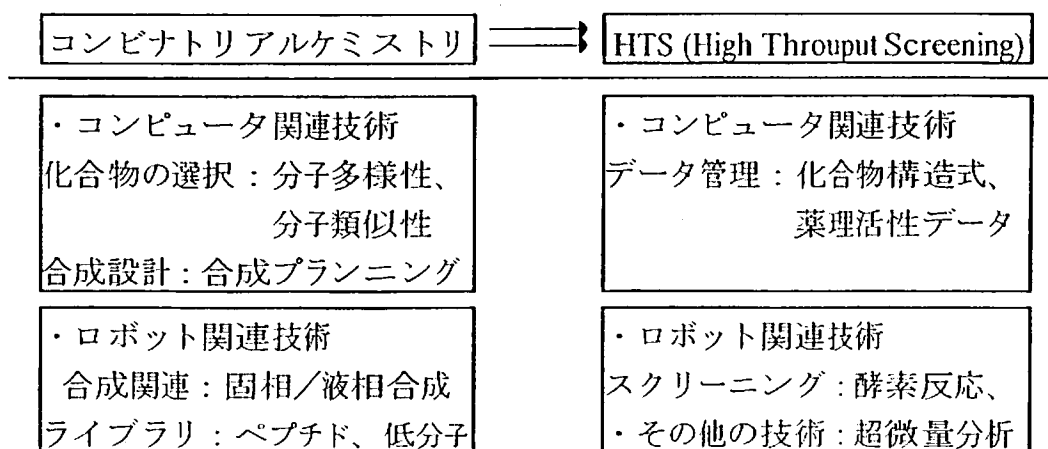 コンビナトリアルケミストリ
HTS (High Throuput Screening)
・コンピュータ関連技術
化合物の選択：分子多様性、
分子類似性
合成設計：合成プランニング
・コンピュータ関連技術
データ管理：化合物構造式、
薬理活性データ
・ロボット関連技術
合成関連：固相／液相合成
ライブラリ：ペプチド、低分子
・ロボット関連技術
スクリーニング：酵素反応、
・その他の技術：超微量分析